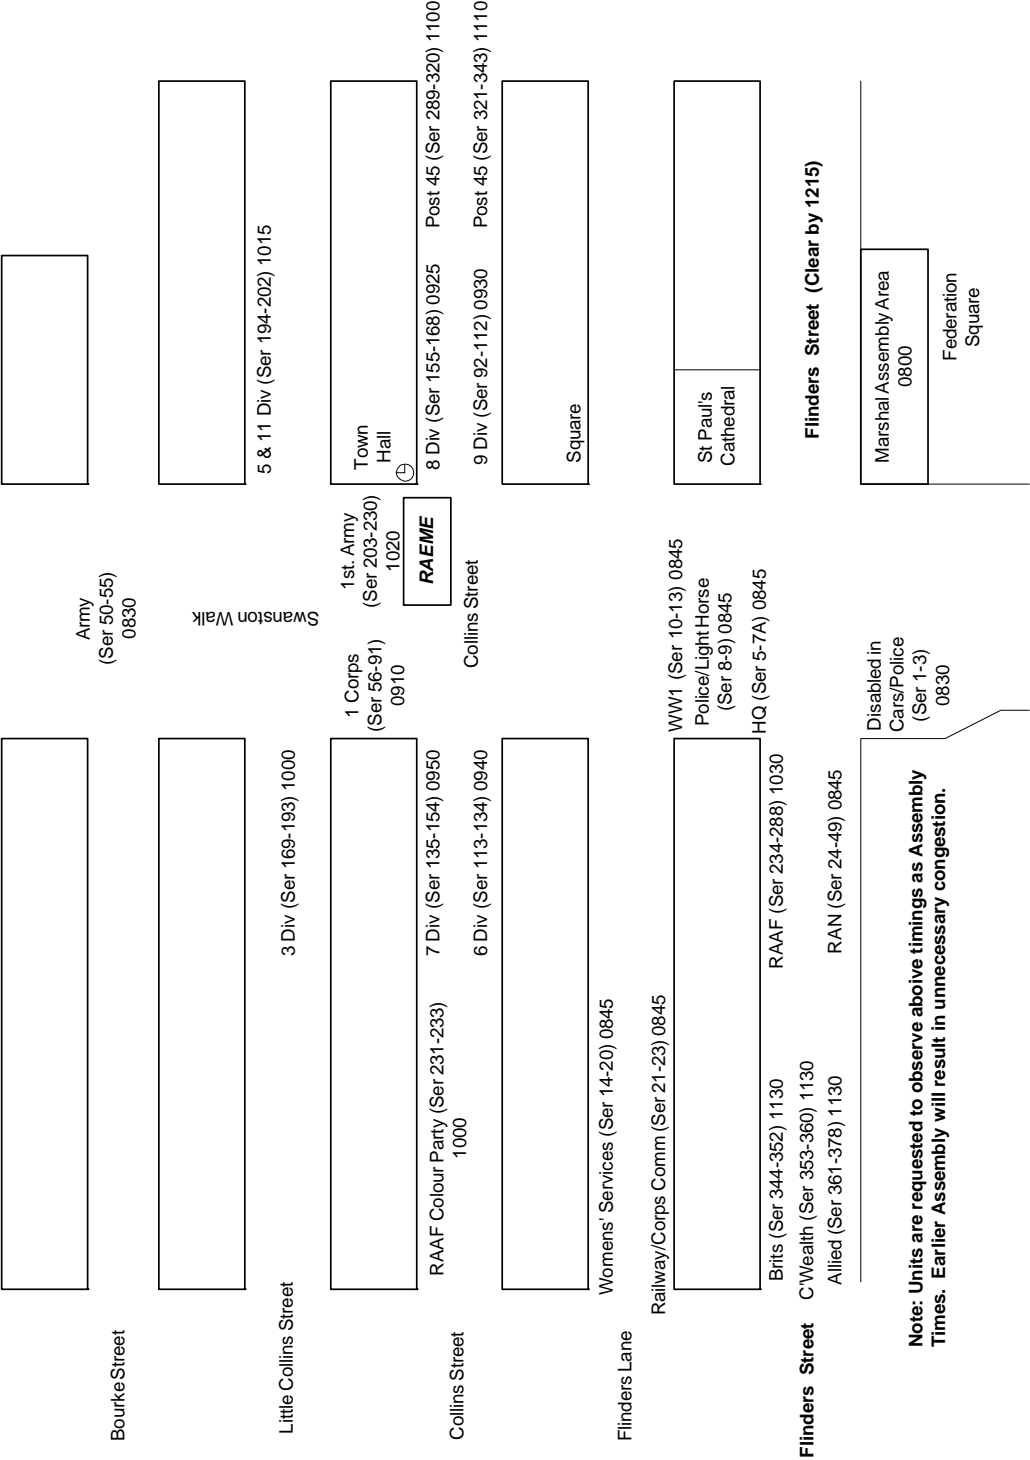 Bourke Street
Army
(Ser 50-55)
0830
Swanston Walk
Little Collins Street
3 Div (Ser 169-193) 1000
5 & 11 Div (Ser 194-202) 1015
1 Corps
(Ser 56-91)
0910
1st. Army
(Ser 203-230)
1020
Town
Hall
RAEME
Collins Street
RAAF Colour Party (Ser 231-233)
1000
7 Div (Ser 135-154) 0950
6 Div (Ser 113-134) 0940
Collins Street
8 Div (Ser 155-168) 0925
Post 45 (Ser 289-320) 1100
9 Div (Ser 92-112) 0930
Post 45 (Ser 321-343) 1110
Square
Flinders Lane
Womens' Services (Ser 14-20) 0845
Railway/Corps Comm (Ser 21-23) 0845
WW1 (Ser 10-13) 0845
Police/Light Horse
(Ser 8-9) 0845
HQ (Ser 5-7A) 0845
St Paul's
Cathedral
Flinders Street
Brits (Ser 344-352) 1130
C'Wealth (Ser 353-360) 1130
Allied (Ser 361-378) 1130
RAAF (Ser 234-288) 1030
RAN (Ser 24-49) 0845
Flinders Street (Clear by 1215)
Disabled in
Cars/Police
(Ser 1-3)
0830
Marshal Assembly Area
0800
Federation
Square
Note: Units are requested to observe aboive timings as Assembly
Times. Earlier Assembly will result in unnecessary congestion.